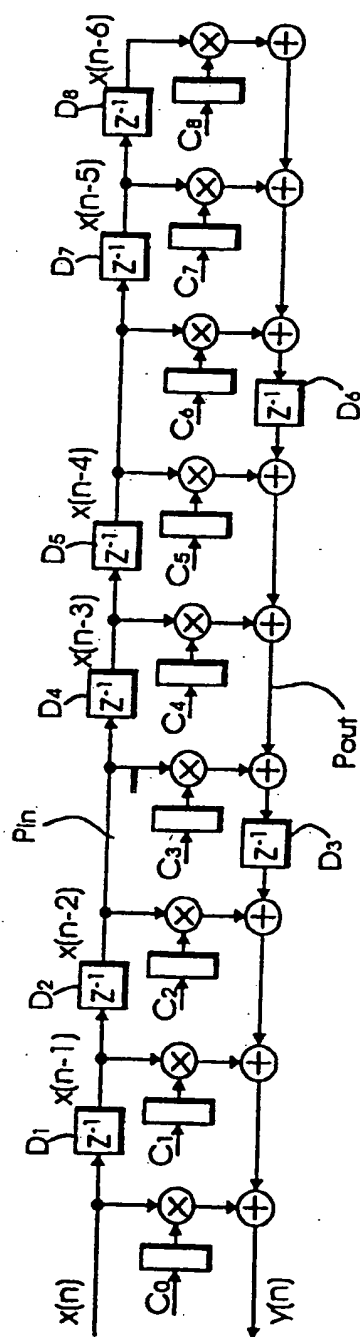 x(n) D1 Z-1 x(n-1) D2 Z-1 x(n-2) Pin D4 Z-1 x(n-3) D5 Z-1 x(n-4) D7 Z-1 x(n-5) D8 Z-1 x(n-6)
C0 C1 C2 C3 C4 C5 C6 C7 C8
y(n) Z-1 D3 Pout Z-1 D6